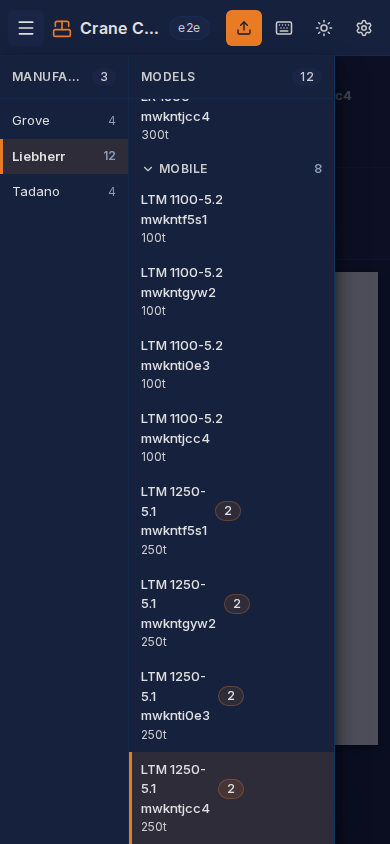 Crane C... e2e
MANUFA... 3
Grove 4
Liebherr 12
Tadano 4
MODELS 12
mwkntjcc4
300t
MOBILE 8
LTM 1100-5.2
mwkntf5s1
100t
LTM 1100-5.2
mwkntgyw2
100t
LTM 1100-5.2
mwknti0e3
100t
LTM 1100-5.2
mwkntjcc4
100t
LTM 1250-
5.1
mwkntf5s1
250t
2
LTM 1250-
5.1
mwkntgyw2
250t
2
LTM 1250-
5.1
mwknti0e3
250t
2
LTM 1250-
5.1
mwkntjcc4
250t
2
c4